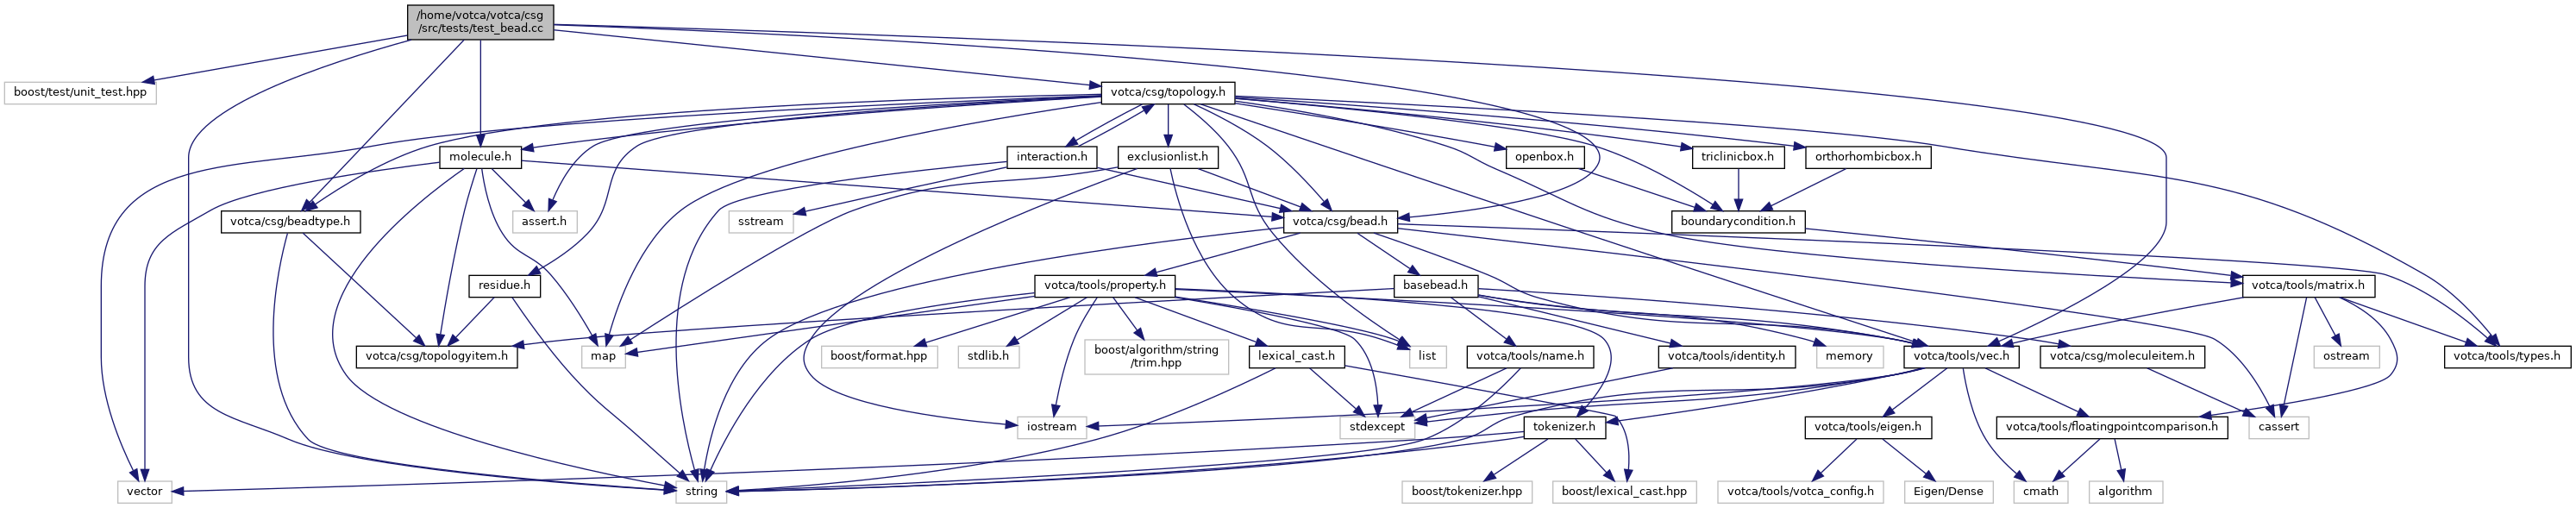 /home/votca/votca/csg
/src/tests/test_bead.cc
boost/test/unit_test.hpp
votca/csg/topology.h
molecule.h
interaction.h
exclusionlist.h
openbox.h
triclinicbox.h
orthorhombicbox.h
votca/csg/beadtype.h
assert.h
sstream
votca/csg/bead.h
boundarycondition.h
residue.h
votca/tools/property.h
basebead.h
votca/tools/matrix.h
votca/csg/topologyitem.h
map
boost/format.hpp
stdlib.h
boost/algorithm/string
/trim.hpp
lexical_cast.h
list
votca/tools/name.h
votca/tools/identity.h
memory
votca/tools/vec.h
votca/csg/moleculeitem.h
ostream
votca/tools/types.h
iostream
stdexcept
tokenizer.h
votca/tools/eigen.h
votca/tools/floatingpointcomparison.h
cassert
vector
string
boost/tokenizer.hpp
boost/lexical_cast.hpp
votca/tools/votca_config.h
Eigen/Dense
cmath
algorithm